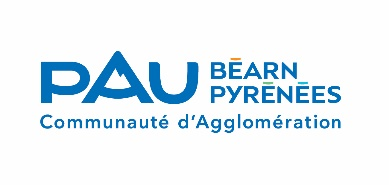 PAU BÉARN
PYRÉNÉES
Communauté d'Agglomération